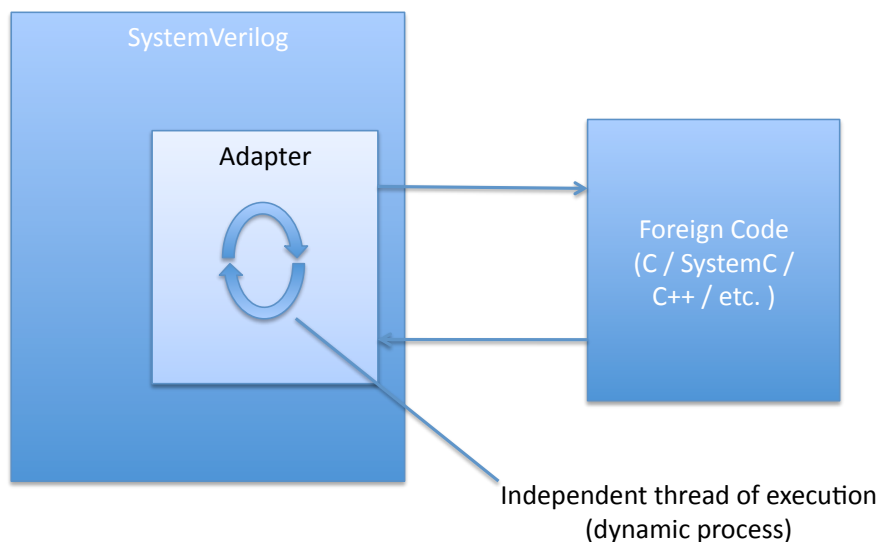 SystemVerilog
Adapter
Foreign Code
(C / SystemC /
C++ / etc. )
Independent thread of execution
(dynamic process)